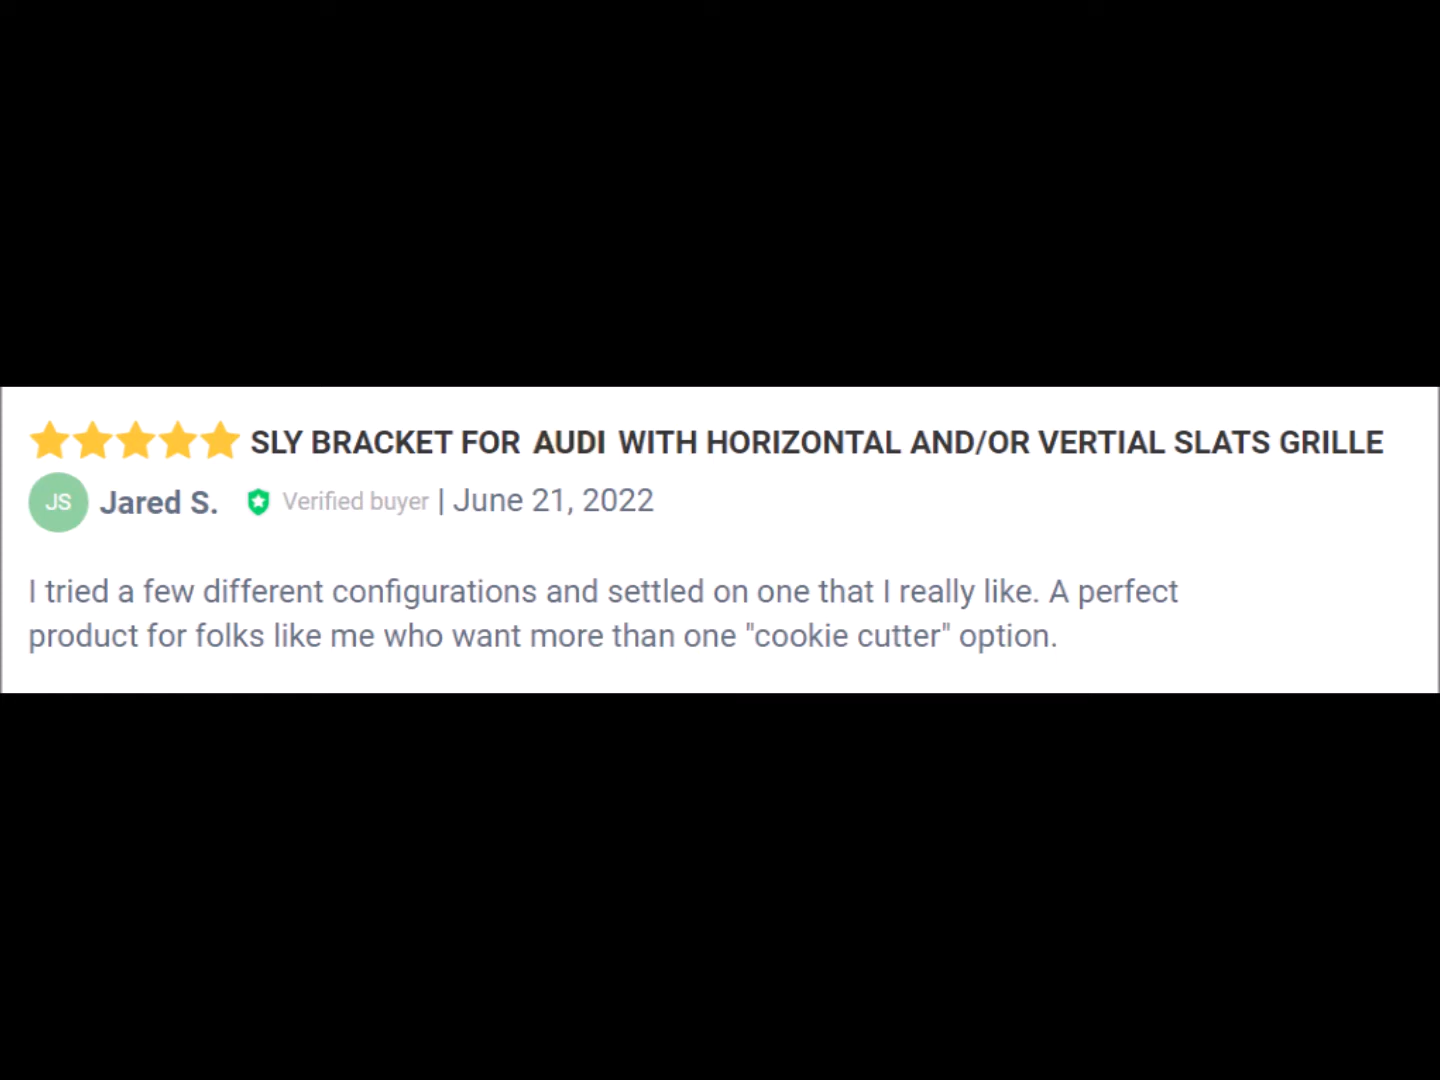 SLY BRACKET FOR AUDI WITH HORIZONTAL AND/OR VERTIAL SLATS GRILLE
JS Jared S. Verified buyer | June 21, 2022
I tried a few different configurations and settled on one that I really like. A perfect
product for folks like me who want more than one "cookie cutter" option.